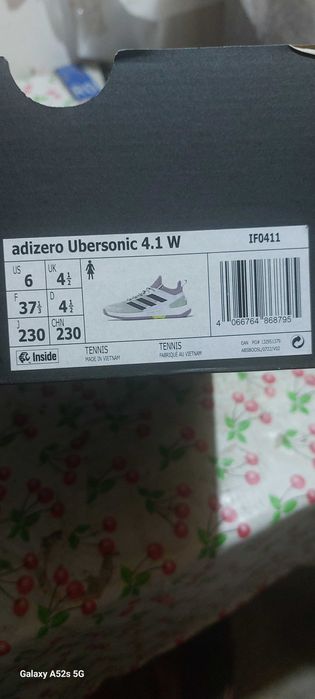 adizero Ubersonic 4.1 W
IF0411
US 6
UK 4½
F 37⅓
D 4½
J 230
CHN 230
Inside
TENNIS
MADE IN VIETNAM
TENNIS
FABRIQUÉ AU VIETNAM
4 066764 868795
EAN
Galaxy A52s 5G